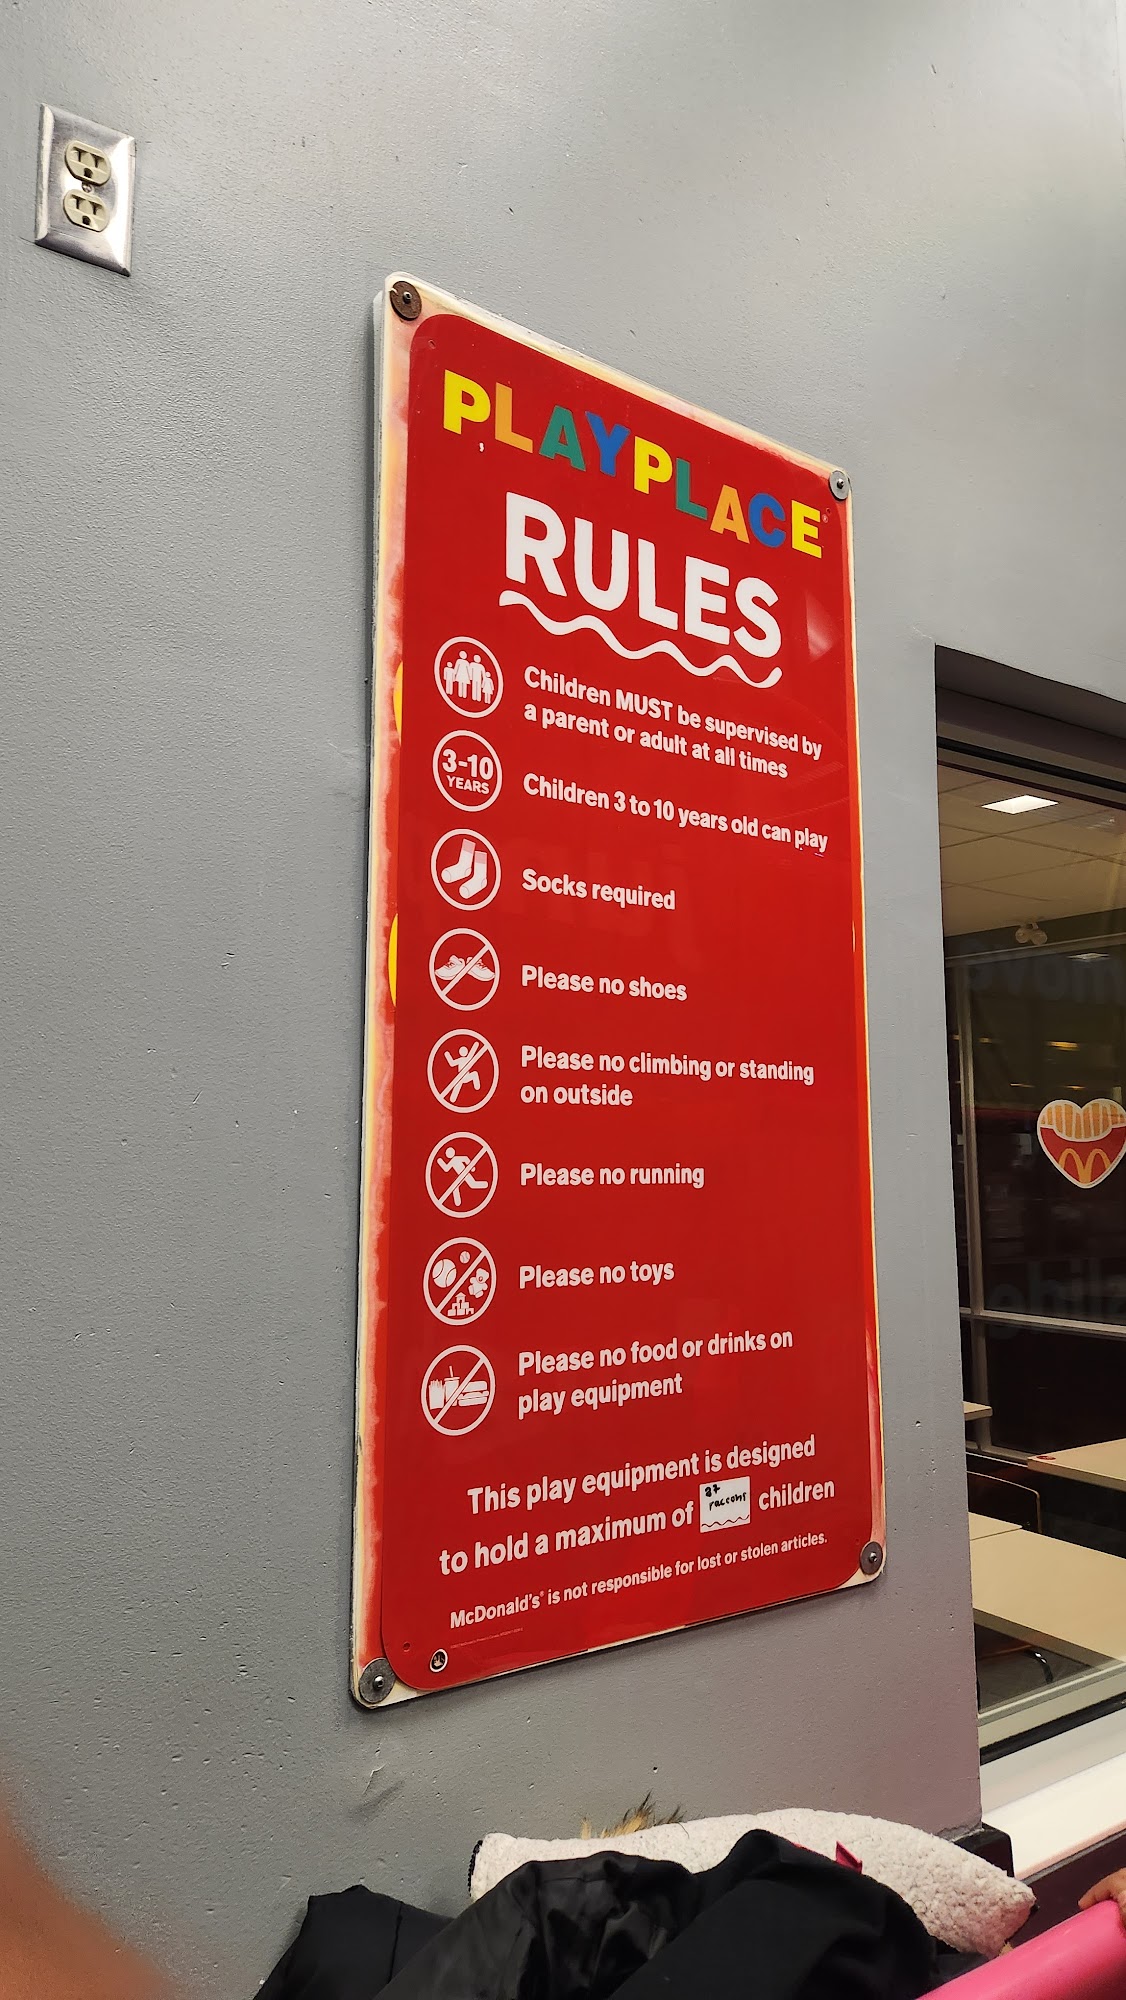 PLAYPLACE®
RULES
Children MUST be supervised by
a parent or adult at all times
3-10
YEARS
Children 3 to 10 years old can play
Socks required
Please no shoes
Please no climbing or standing
on outside
Please no running
Please no toys
Please no food or drinks on
play equipment
This play equipment is designed
to hold a maximum of raccons children
McDonald's® is not responsible for lost or stolen articles.